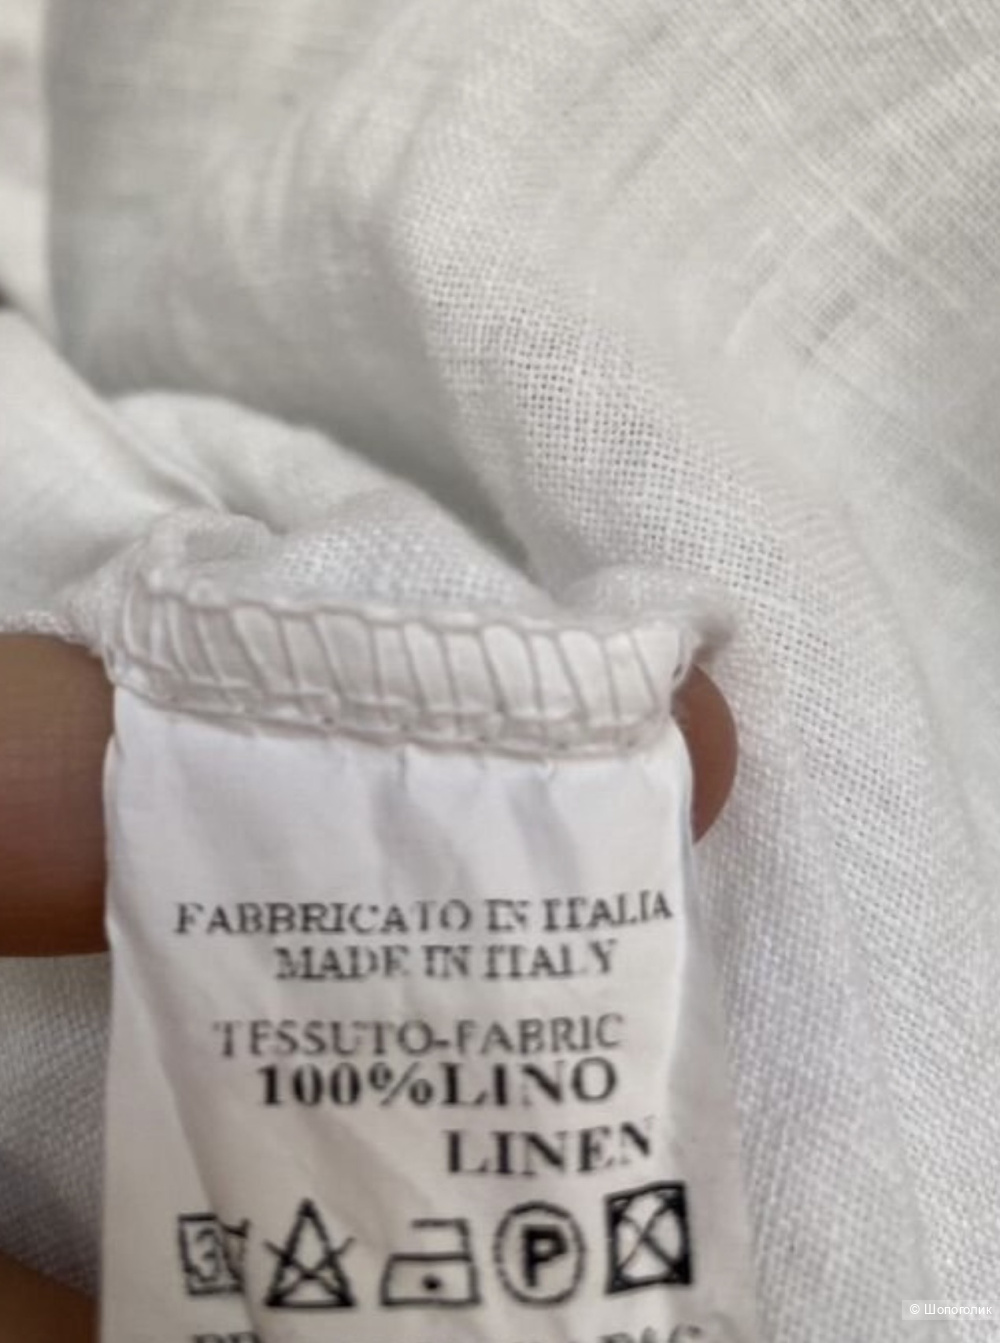 FABBRICATO IN ITALIA
MADE IN ITALY
TESSUTO-FABRIC
100%LINO
LINEN
P
© Шопоголик